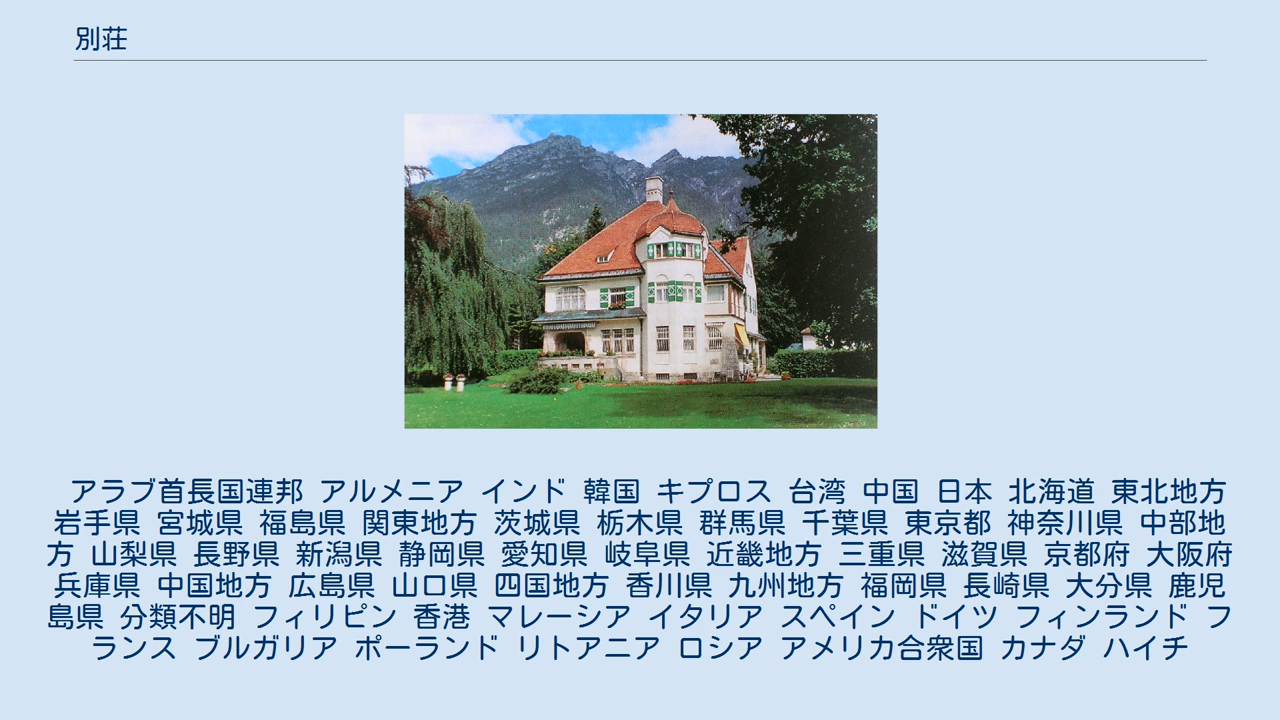 別荘
アラブ首長国連邦 アルメニア インド 韓国 キプロス 台湾 中国 日本 北海道 東北地方
岩手県 宮城県 福島県 関東地方 茨城県 栃木県 群馬県 千葉県 東京都 神奈川県 中部地
方 山梨県 長野県 新潟県 静岡県 愛知県 岐阜県 近畿地方 三重県 滋賀県 京都府 大阪府
兵庫県 中国地方 広島県 山口県 四国地方 香川県 九州地方 福岡県 長崎県 大分県 鹿児
島県 分類不明 フィリピン 香港 マレーシア イタリア スペイン ドイツ フィンランド フ
ランス ブルガリア ポーランド リトアニア ロシア アメリカ合衆国 カナダ ハイチ